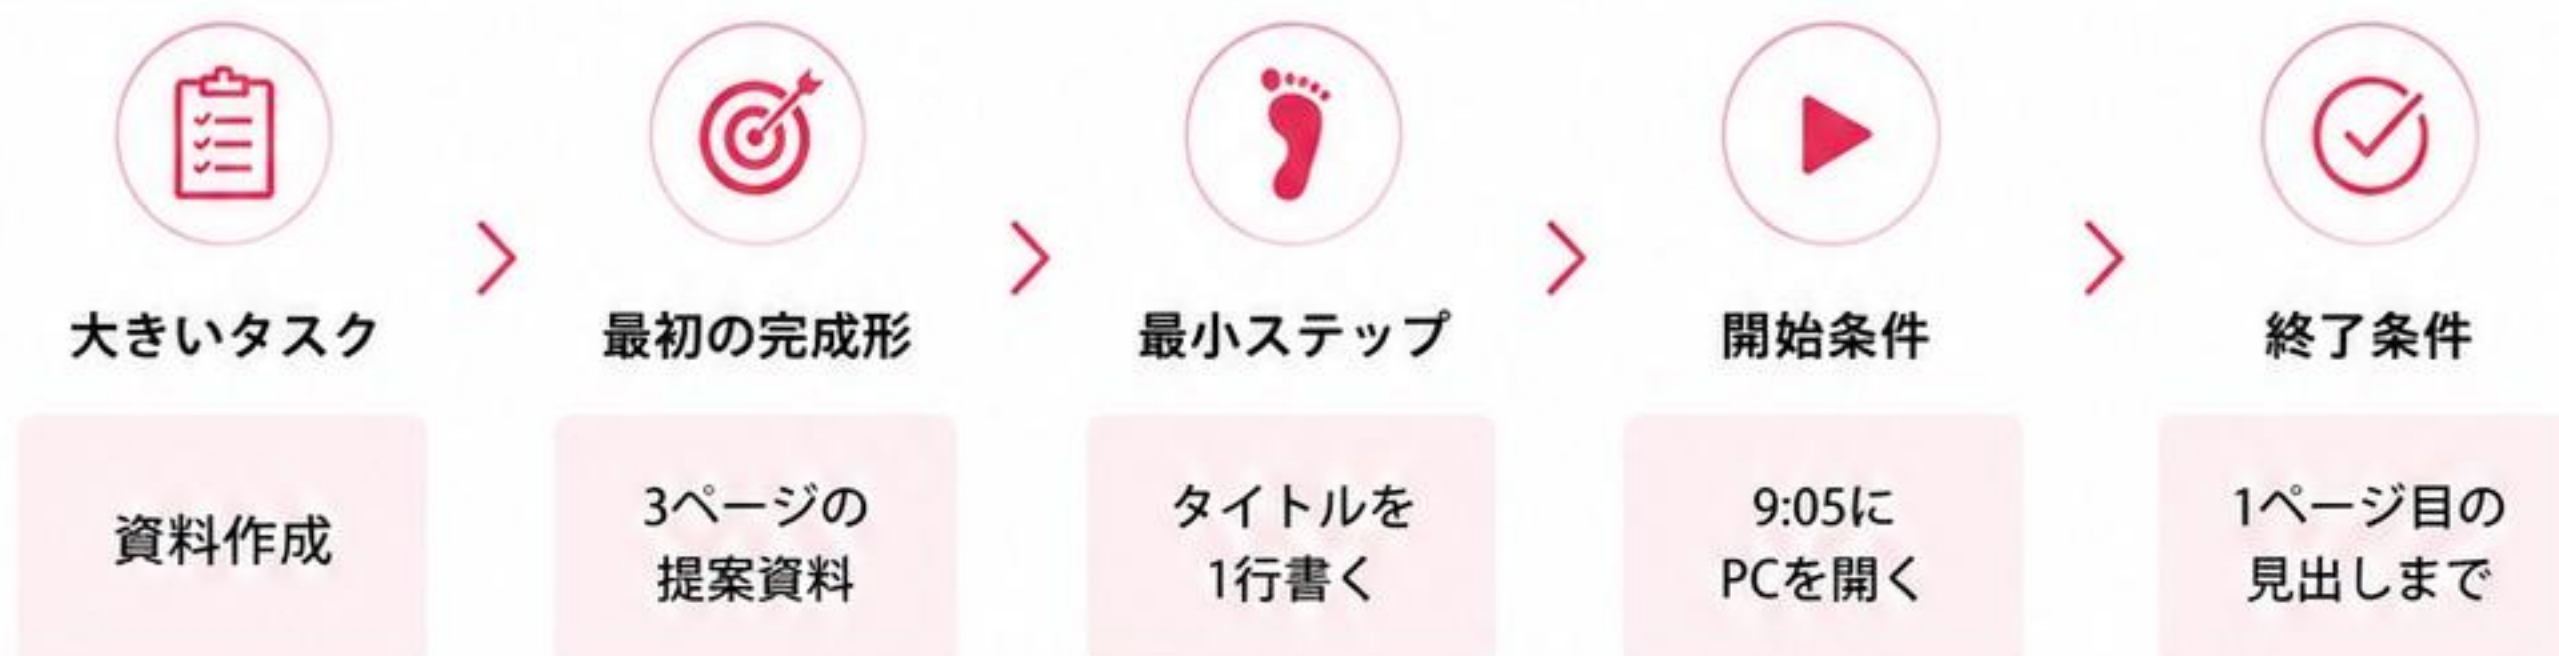 大きいタスク
最初の完成形
最小ステップ
開始条件
終了条件
資料作成
3ページの
提案資料
タイトルを
1行書く
9:05に
PCを開く
1ページ目の
見出しまで